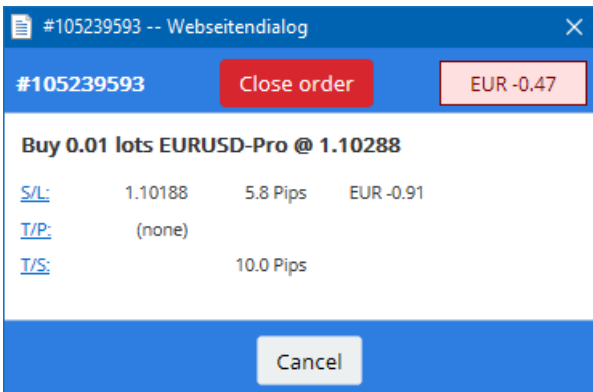 #105239593 -- Webseitendialog
#105239593 Close order EUR -0.47
Buy 0.01 lots EURUSD-Pro @ 1.10288
S/L: 1.10188 5.8 Pips EUR -0.91
T/P: (none)
T/S: 10.0 Pips
Cancel